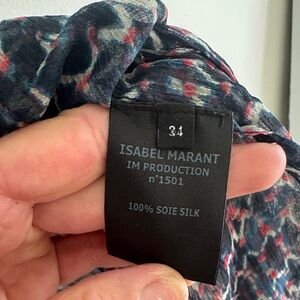 34
ISABEL MARANT
IM PRODUCTION
n°1501
100% SOIE SILK